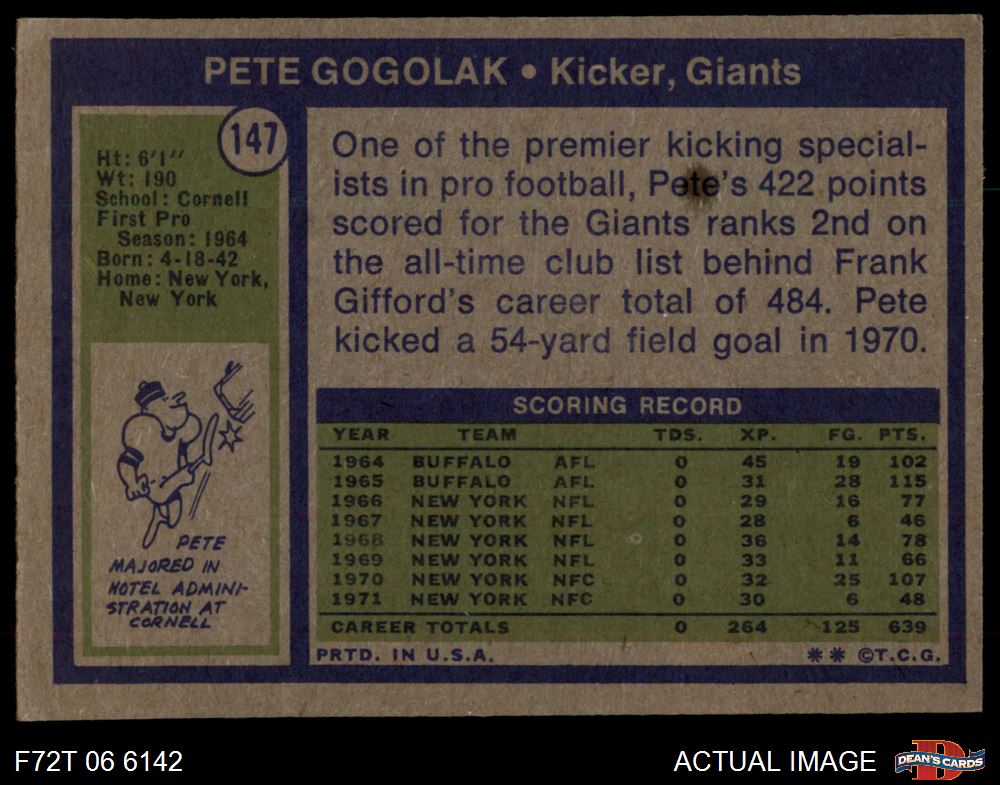 PETE GOGOLAK • Kicker, Giants
147
Ht: 6'1"
Wt: 190
School: Cornell
First Pro
Season: 1964
Born: 4-18-42
Home: New York,
New York
PETE
MAJORED IN
HOTEL ADMINI-
STRATION AT
CORNELL
One of the premier kicking special-
ists in pro football, Pete's 422 points
scored for the Giants ranks 2nd on
the all-time club list behind Frank
Gifford's career total of 484. Pete
kicked a 54-yard field goal in 1970.
SCORING RECORD
YEAR TEAM TDS. XP. FG. PTS.
1964 BUFFALO AFL 0 45 19 102
1965 BUFFALO AFL 0 31 28 115
1966 NEW YORK NFL 0 29 16 77
1967 NEW YORK NFL 0 28 6 46
1968 NEW YORK NFL 0 36 14 78
1969 NEW YORK NFL 0 33 11 66
1970 NEW YORK NFC 0 32 25 107
1971 NEW YORK NFC 0 30 6 48
CAREER TOTALS 0 264 125 639
PRTD. IN U.S.A. ** ©T.C.G.
F72T 06 6142
ACTUAL IMAGE
DEAN'S CARDS